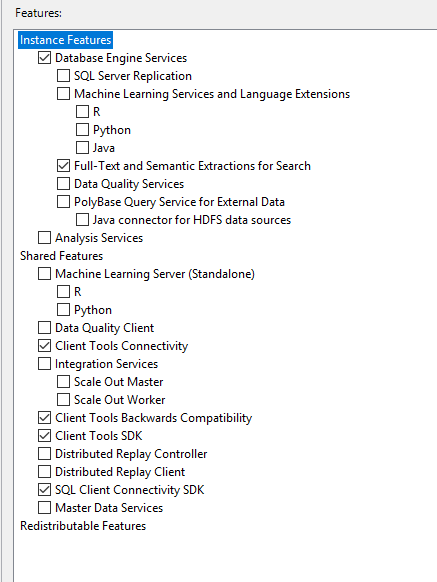 Features:
Instance Features
Database Engine Services
SQL Server Replication
Machine Learning Services and Language Extensions
R
Python
Java
Full-Text and Semantic Extractions for Search
Data Quality Services
PolyBase Query Service for External Data
Java connector for HDFS data sources
Analysis Services
Shared Features
Machine Learning Server (Standalone)
R
Python
Data Quality Client
Client Tools Connectivity
Integration Services
Scale Out Master
Scale Out Worker
Client Tools Backwards Compatibility
Client Tools SDK
Distributed Replay Controller
Distributed Replay Client
SQL Client Connectivity SDK
Master Data Services
Redistributable Features